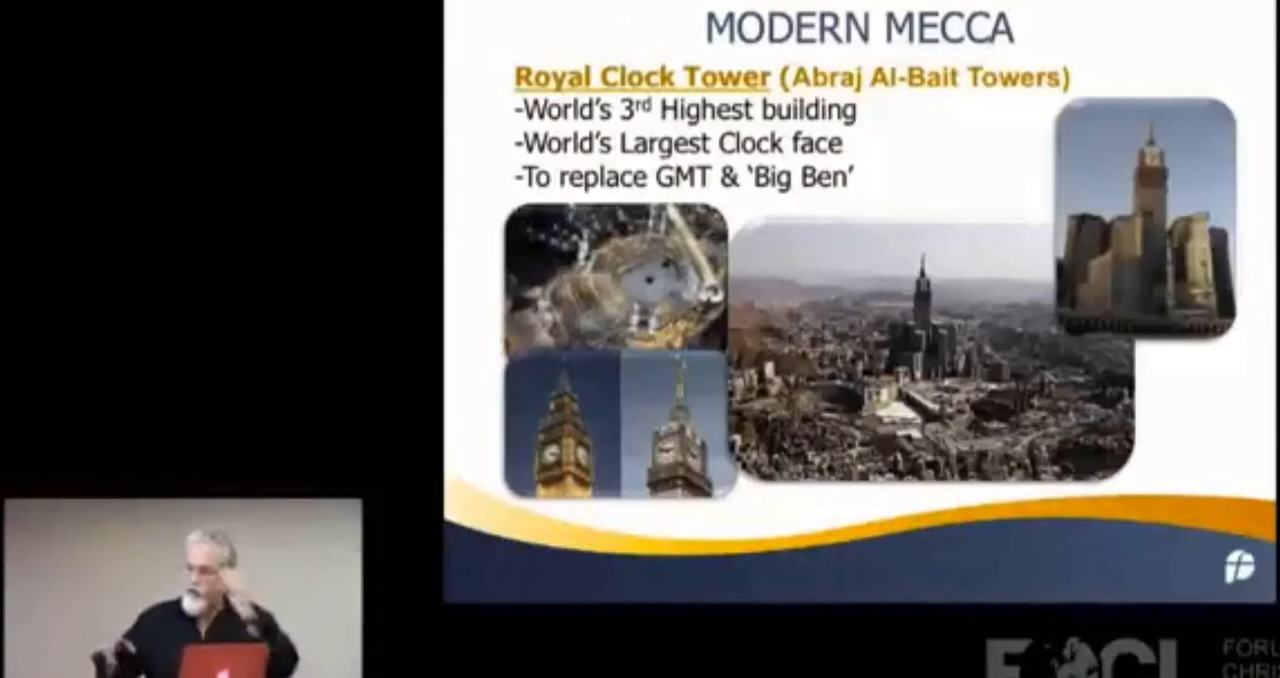 MODERN MECCA
Royal Clock Tower (Abraj Al-Bait Towers)
-World's 3rd Highest building
-World's Largest Clock face
-To replace GMT & ‘Big Ben’